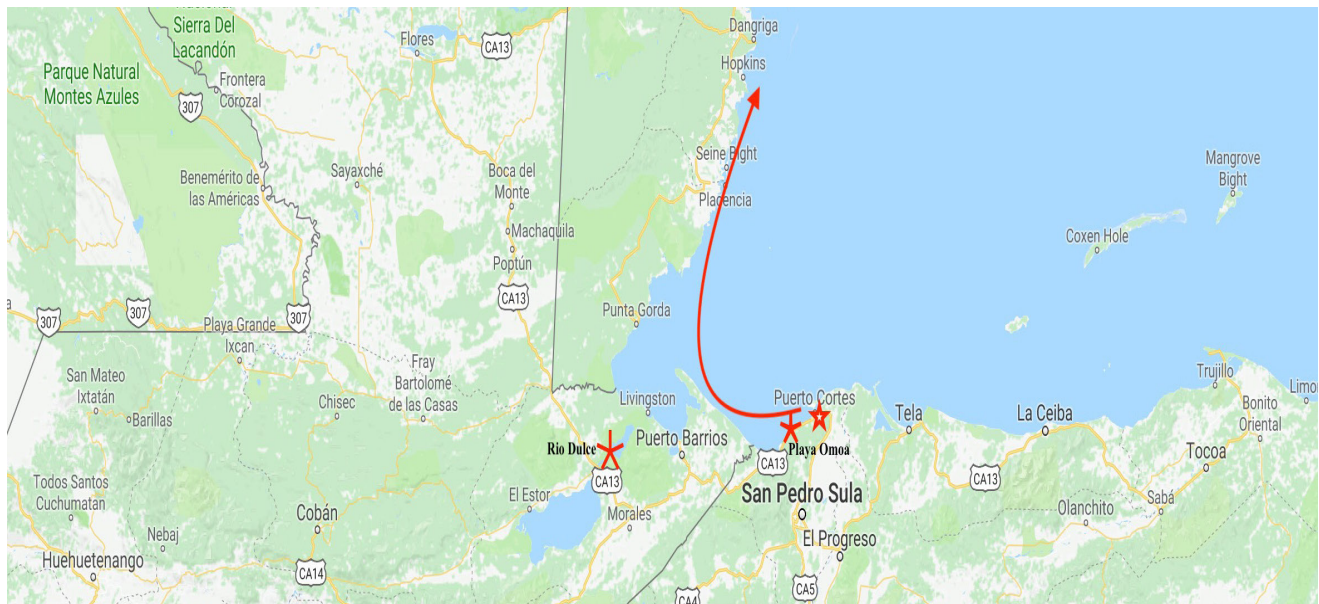 Nacional
Sierra Del
Lacandón
Flores
CA13
Dangriga
Hopkins
Parque Natural
Montes Azules
307
Frontera
Corozal
Seine Bight
Placencia
Mangrove
Bight
Benemérito de
las Américas
Sayaxché
Boca del
Monte
Machaquila
Poptún
Coxen Hole
CA13
307
307
307
Playa Grande
Ixcan
Punta Gorda
San Mateo
Ixtatán
Barillas
Chisec
Fray
Bartolomé
de las Casas
Livingston
Puerto Barrios
Puerto Cortes
Tela
La Ceiba
Trujillo
Limon
Bonito
Oriental
Rio Dulce
CA13
Playa Omoa
CA13
Tocoa
CA13
Todos Santos
Cuchumatan
Nebaj
Cobán
El Estor
Morales
San Pedro Sula
El Progreso
Olanchito
Sabá
Huehuetenango
CA14
CA4
CA5